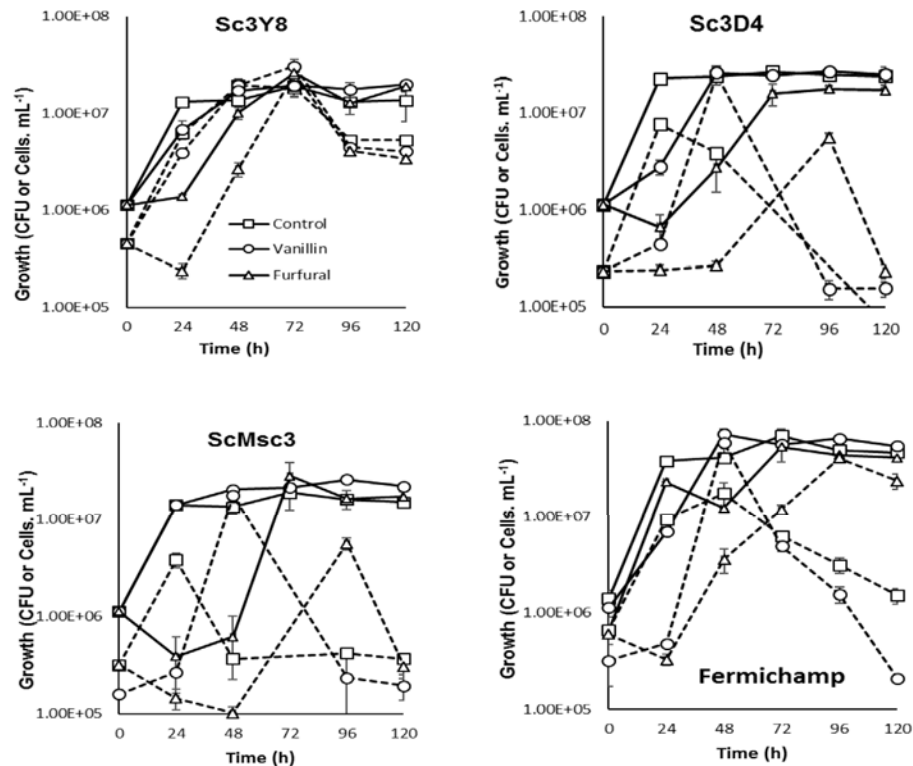 Sc3Y8
Growth (CFU or Cells. mL-1)
1.00E+08
1.00E+07
1.00E+06
1.00E+05
Control
Vanillin
Furfural
0 24 48 72 96 120
Time (h)
Sc3D4
Growth (CFU or Cells. mL-1)
1.00E+08
1.00E+07
1.00E+06
1.00E+05
0 24 48 72 96 120
Time (h)
ScMsc3
Growth (CFU or Cells. mL-1)
1.00E+08
1.00E+07
1.00E+06
1.00E+05
0 24 48 72 96 120
Time (h)
Growth (CFU or Cells. mL-1)
1.00E+08
1.00E+07
1.00E+06
1.00E+05
Fermichamp
0 24 48 72 96 120
Time (h)